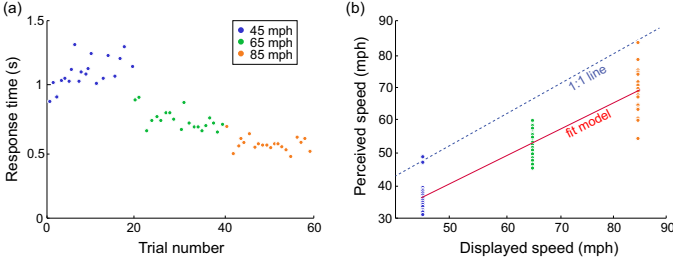 (a)
1.5
1
0.5
0
Response time (s)
0
20
40
60
Trial number
45 mph
65 mph
85 mph
(b)
90
80
70
60
50
40
30
Perceived speed (mph)
50
60
70
80
90
Displayed speed (mph)
1:1 line
fit model